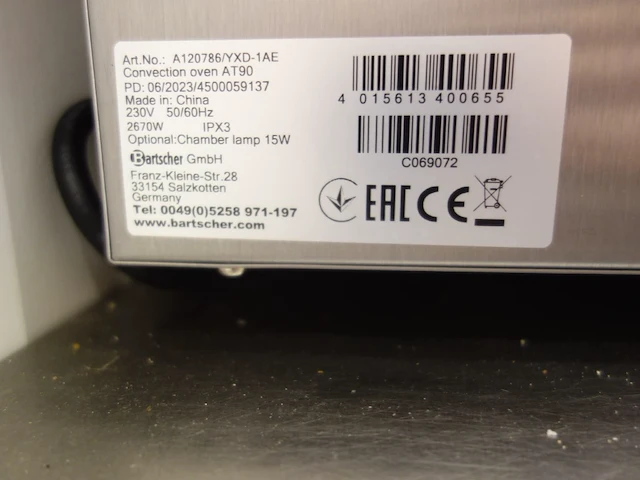 Art.No.: A120786/YXD-1AE
Convection oven AT90
PD: 06/2023/4500059137
Made in: China
230V 50/60Hz
2670W IPX3
Optional:Chamber lamp 15W
Bartscher GmbH
Franz-Kleine-Str.28
33154 Salzkotten
Germany
Tel: 0049(0)5258 971-197
www.bartscher.com
4 015613 400655
C069072
EAC CE